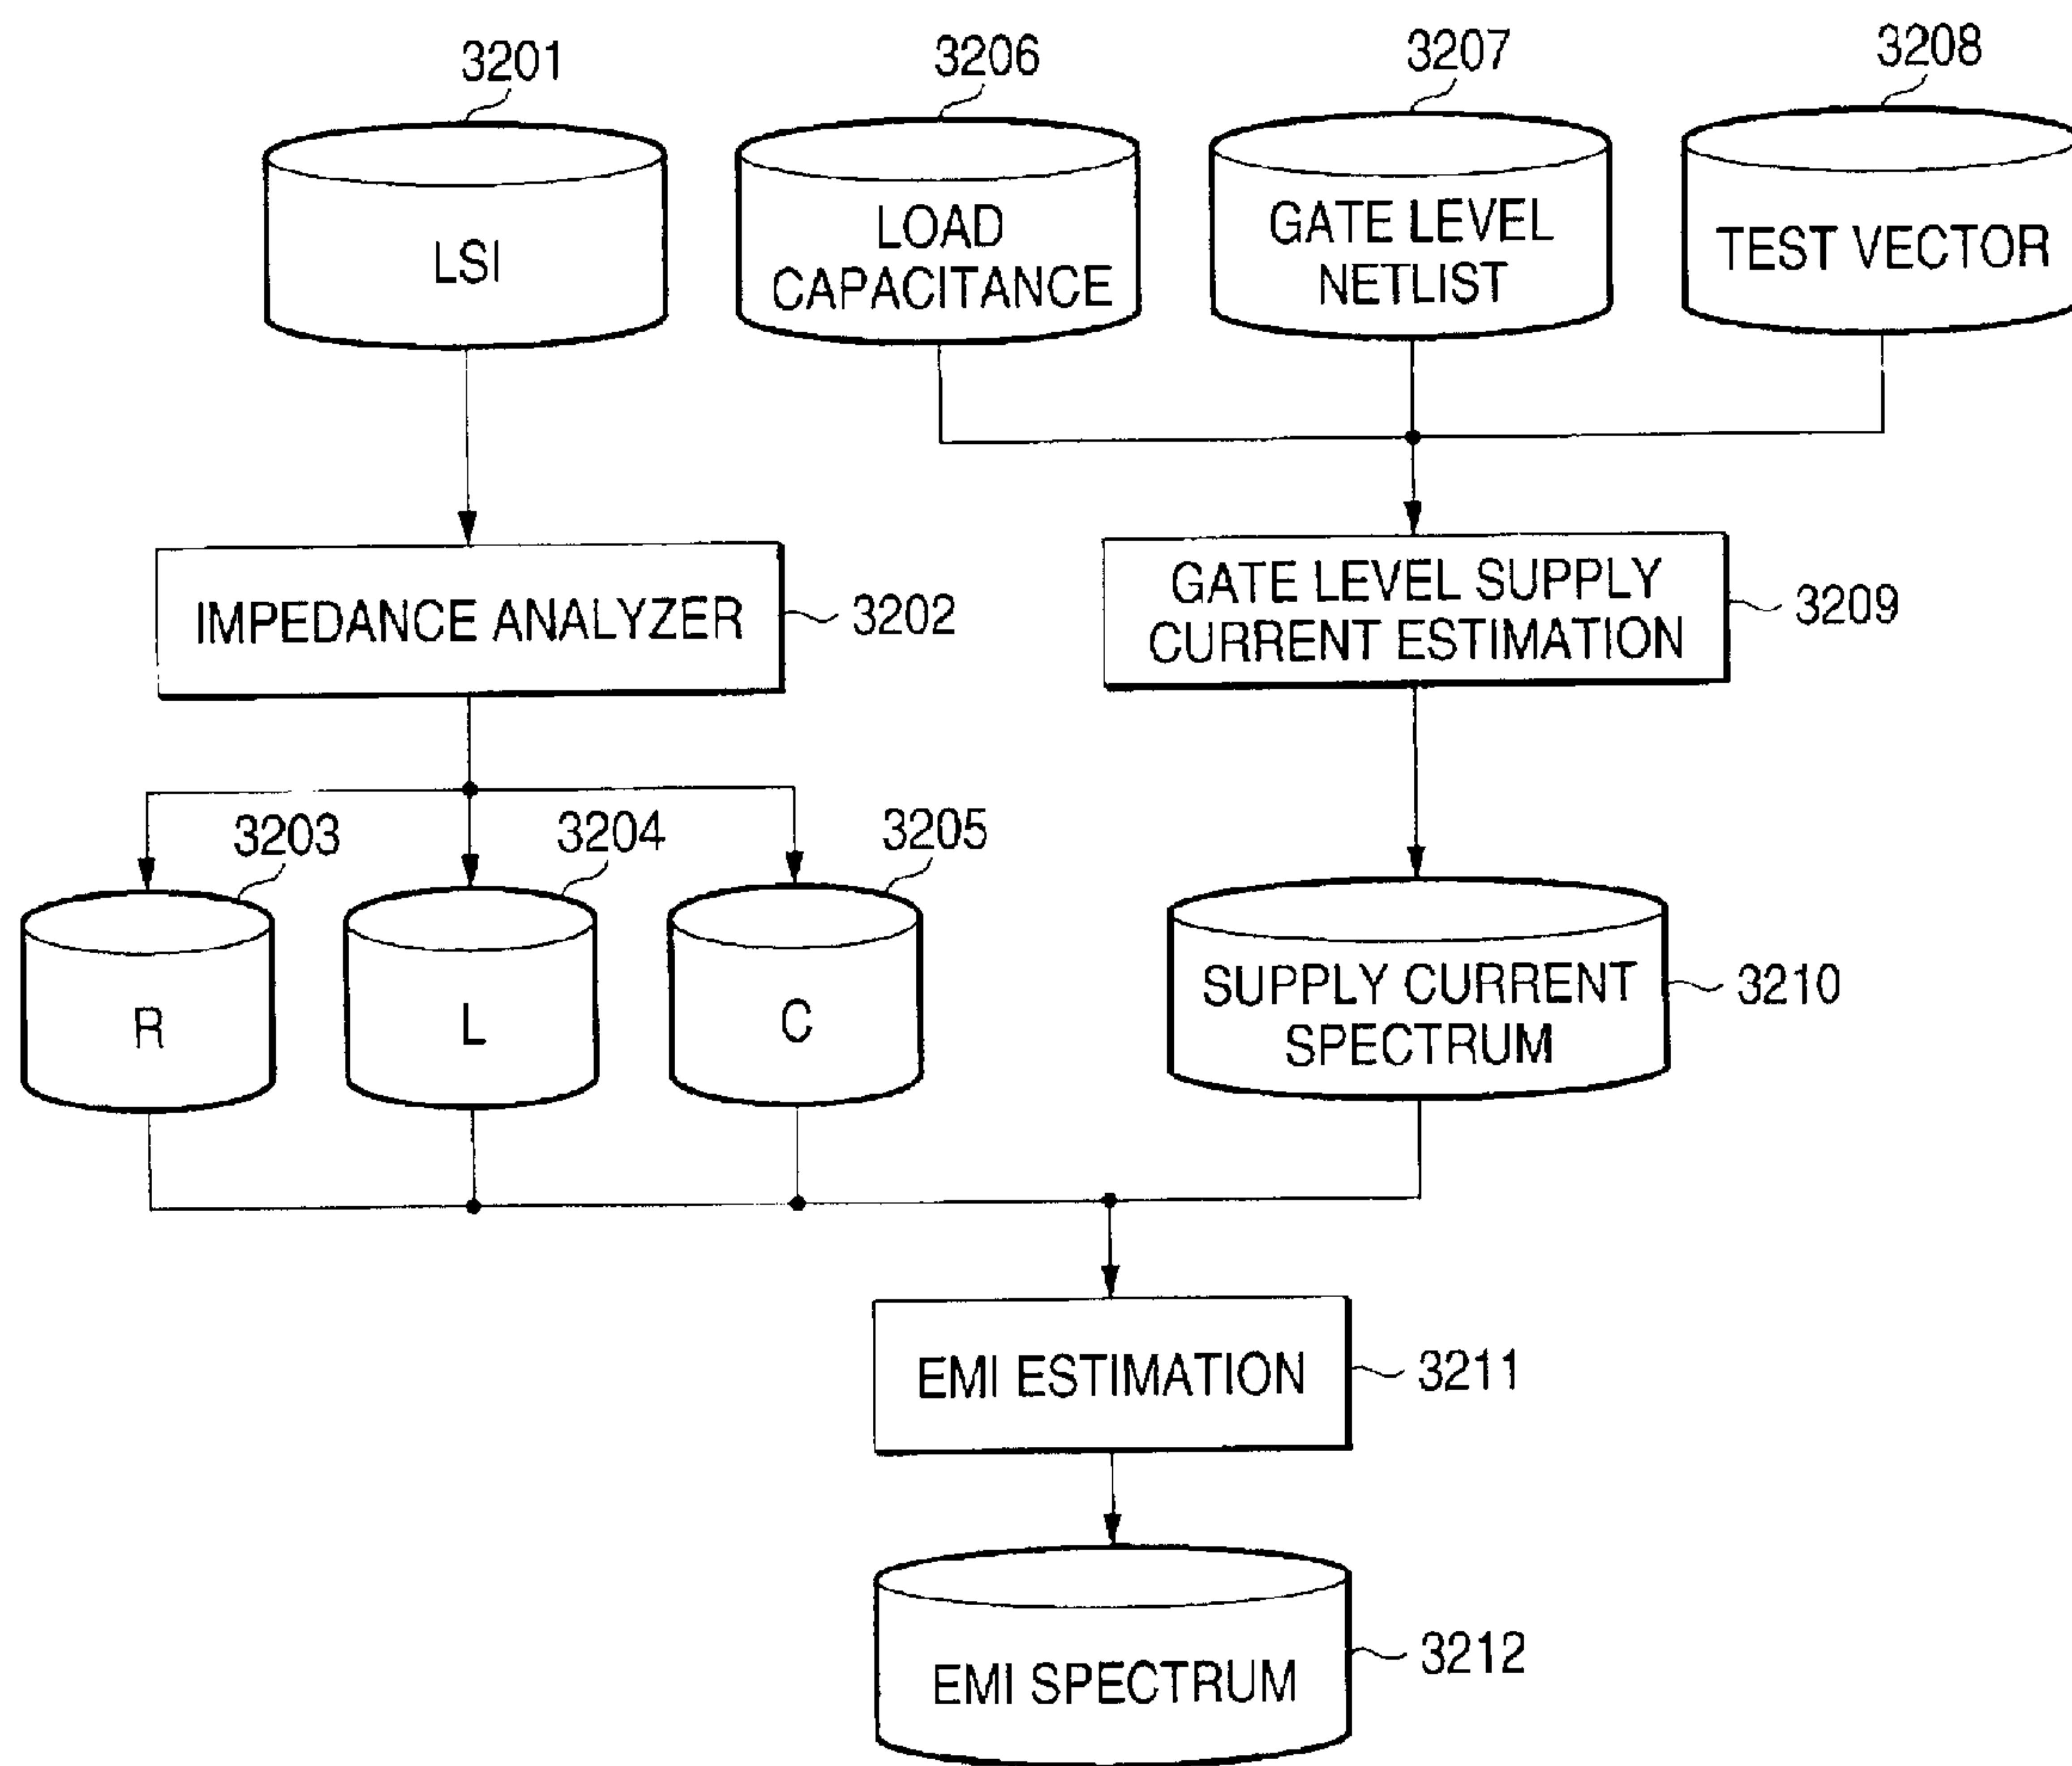 3201
3206
3207
3208
LSI
LOAD
CAPACITANCE
GATE LEVEL
NETLIST
TEST VECTOR
IMPEDANCE ANALYZER
3202
GATE LEVEL SUPPLY
CURRENT ESTIMATION
3209
3203
3204
3205
R
L
C
SUPPLY CURRENT
SPECTRUM
3210
EMI ESTIMATION
3211
EMI SPECTRUM
3212